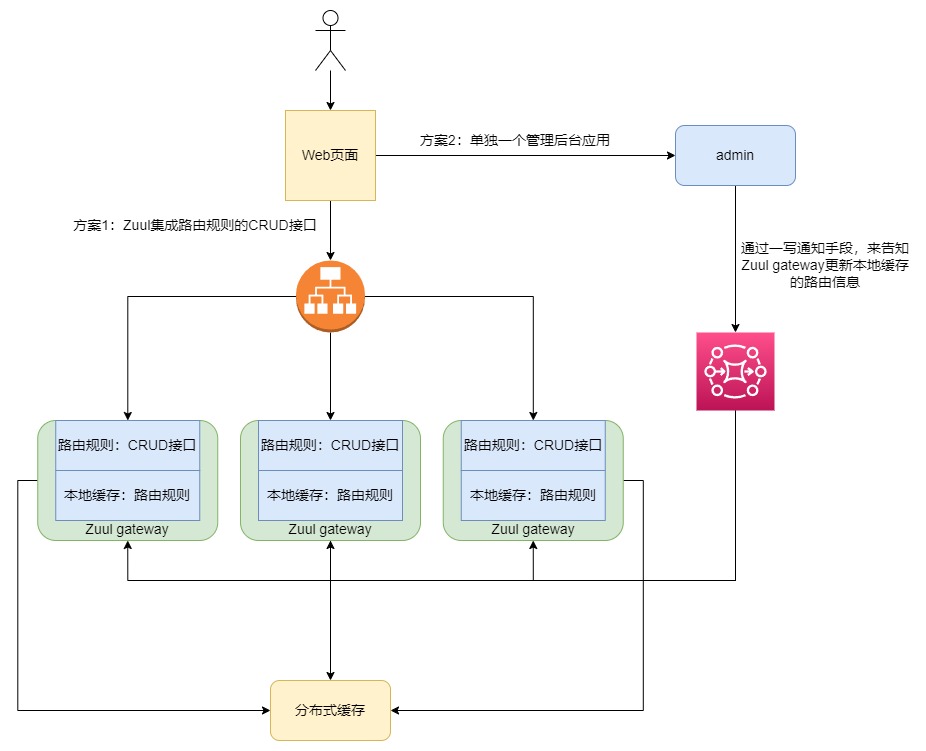 Web页面
方案2：单独一个管理后台应用
admin
方案1：Zuul集成路由规则的CRUD接口
通过一写通知手段，来告知
Zuul gateway更新本地缓存
的路由信息
路由规则：CRUD接口
本地缓存：路由规则
Zuul gateway
路由规则：CRUD接口
本地缓存：路由规则
Zuul gateway
路由规则：CRUD接口
本地缓存：路由规则
Zuul gateway
分布式缓存